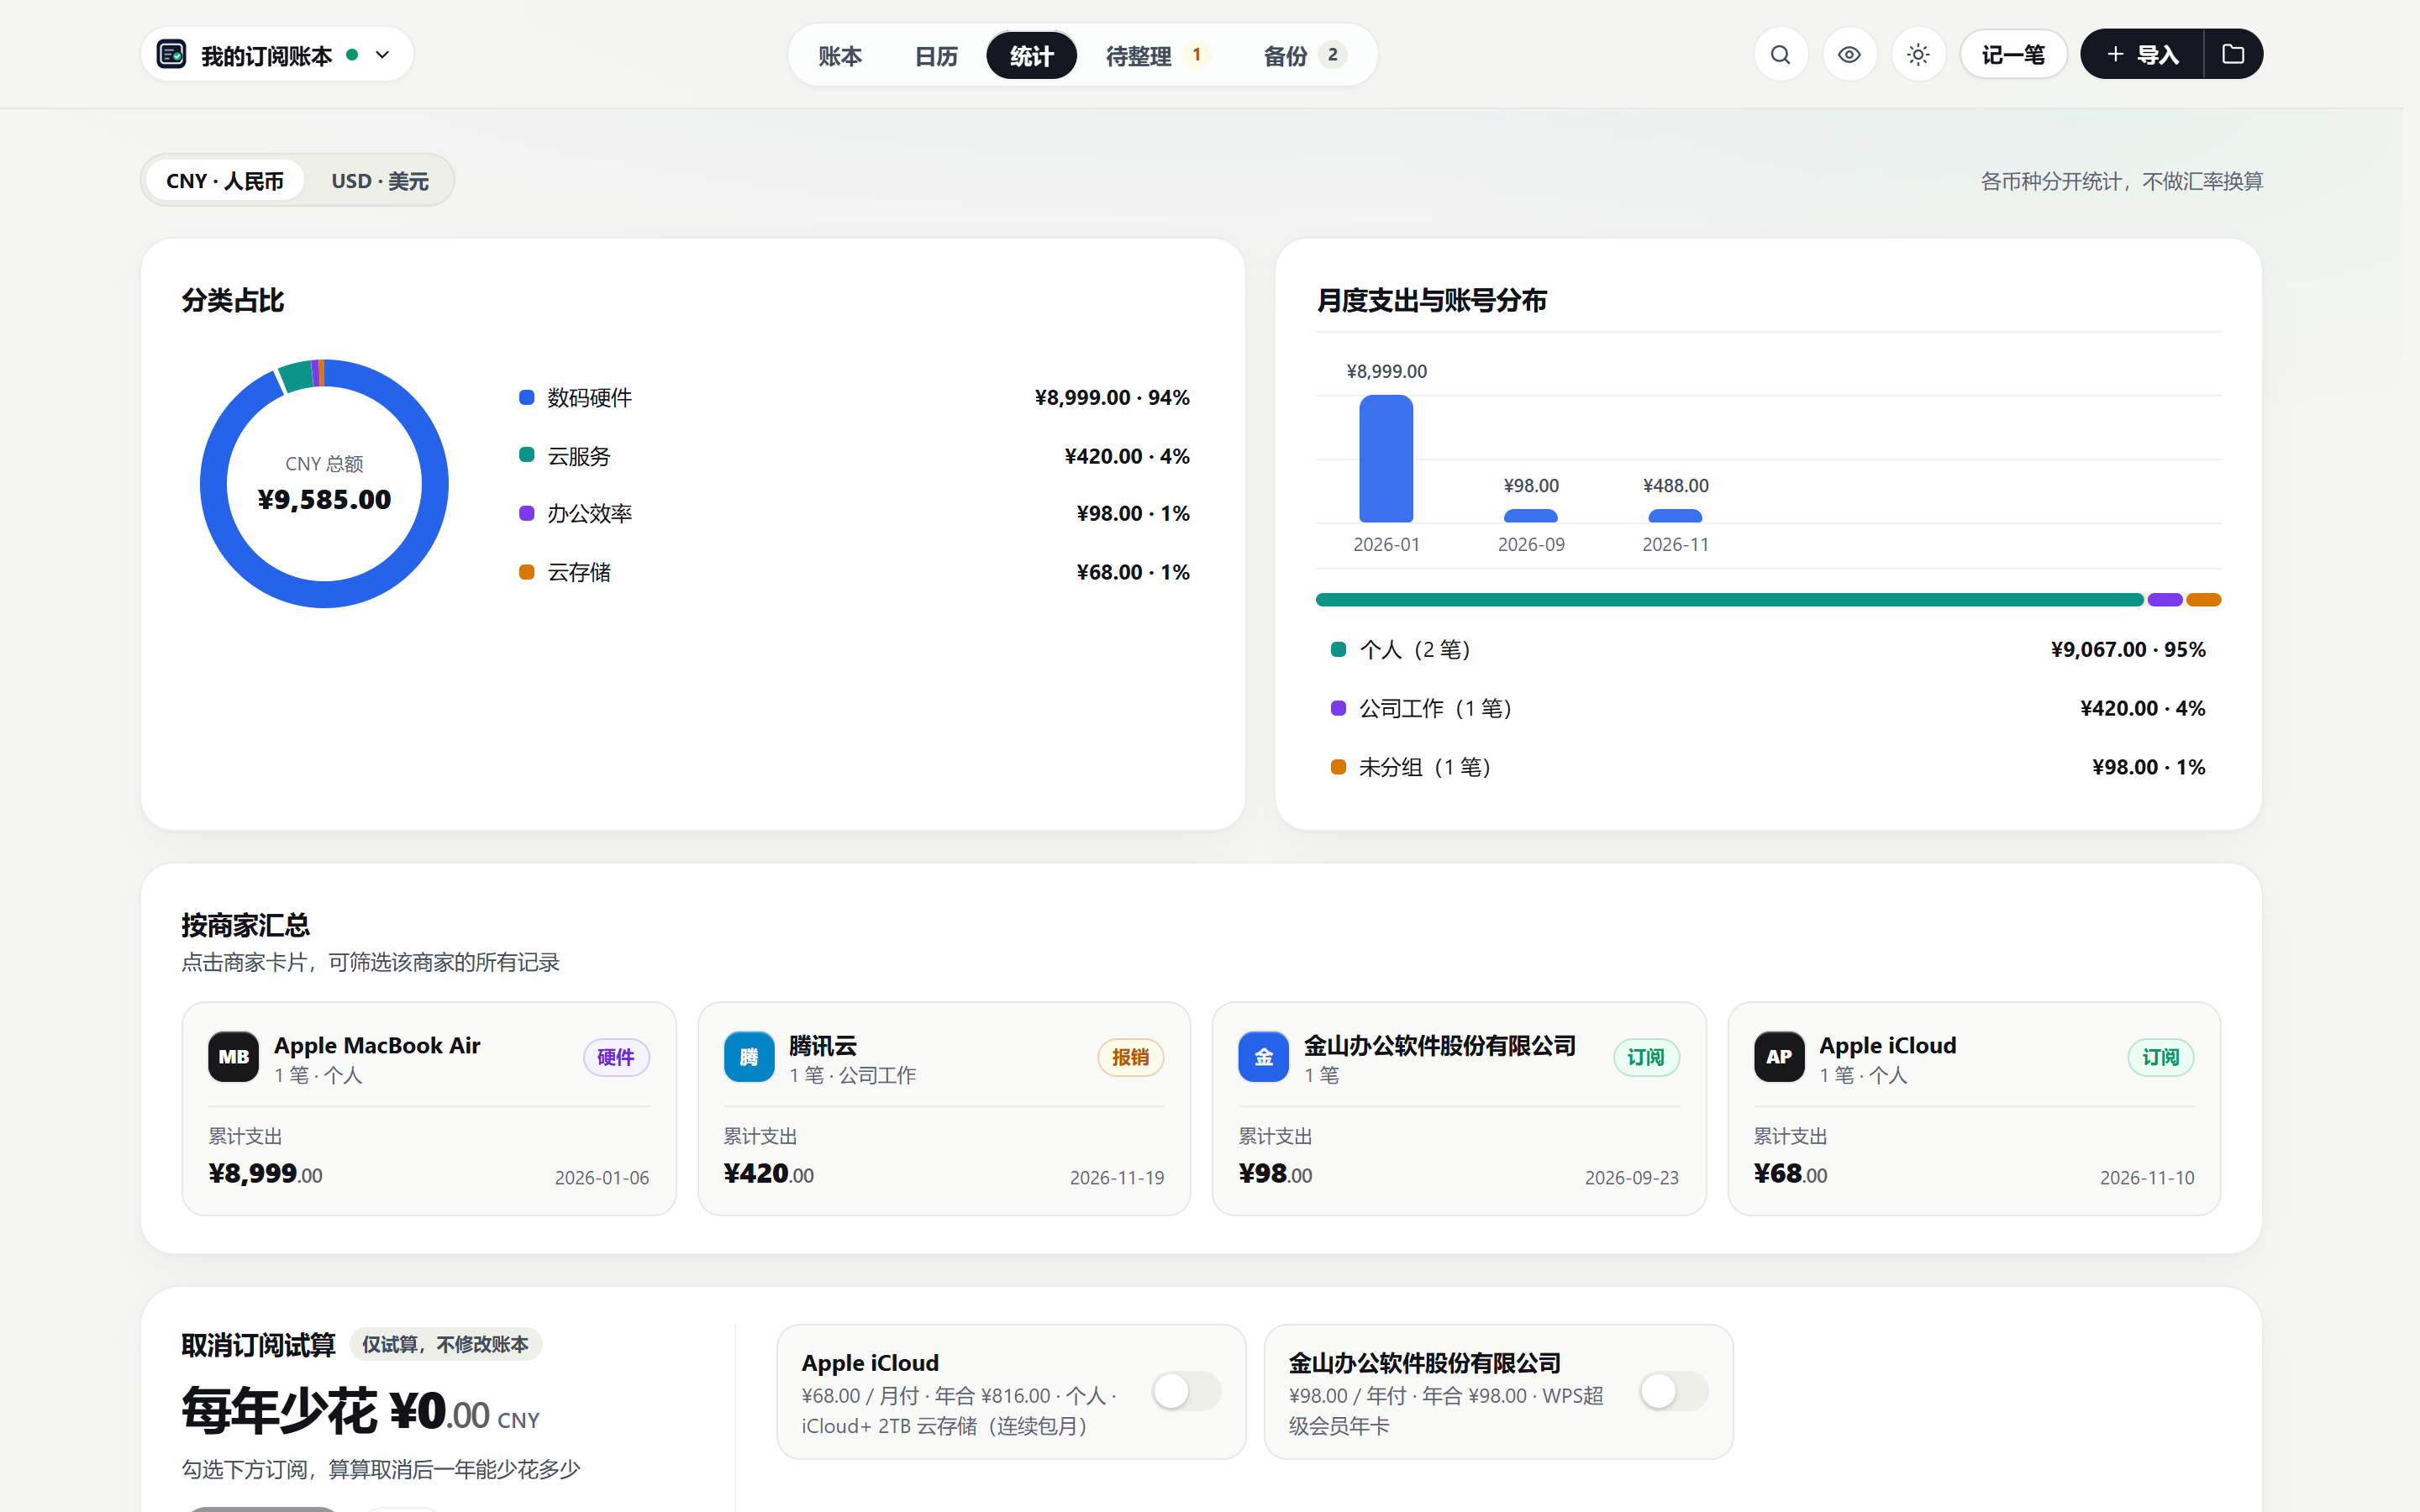 我的订阅账本
账本 日历 统计 待整理 1 备份 2
记一笔 + 导入
CNY · 人民币 USD · 美元
各币种分开统计，不做汇率换算
分类占比
CNY 总额
¥9,585.00
数码硬件 ¥8,999.00 · 94%
云服务 ¥420.00 · 4%
办公效率 ¥98.00 · 1%
云存储 ¥68.00 · 1%
月度支出与账号分布
¥8,999.00
¥98.00 ¥488.00
2026-01 2026-09 2026-11
个人（2 笔） ¥9,067.00 · 95%
公司工作（1 笔） ¥420.00 · 4%
未分组（1 笔） ¥98.00 · 1%
按商家汇总
点击商家卡片，可筛选该商家的所有记录
MB Apple MacBook Air 硬件
1 笔 · 个人
累计支出
¥8,999.00 2026-01-06
腾 腾讯云 报销
1 笔 · 公司工作
累计支出
¥420.00 2026-11-19
金 金山办公软件股份有限公司 订阅
1 笔
累计支出
¥98.00 2026-09-23
AP Apple iCloud 订阅
1 笔 · 个人
累计支出
¥68.00 2026-11-10
取消订阅试算 仅试算，不修改账本
每年少花 ¥0.00 CNY
勾选下方订阅，算算取消后一年能少花多少
Apple iCloud
¥68.00 / 月付 · 年合 ¥816.00 · 个人 ·
iCloud+ 2TB 云存储（连续包月）
金山办公软件股份有限公司
¥98.00 / 年付 · 年合 ¥98.00 · WPS超
级会员年卡